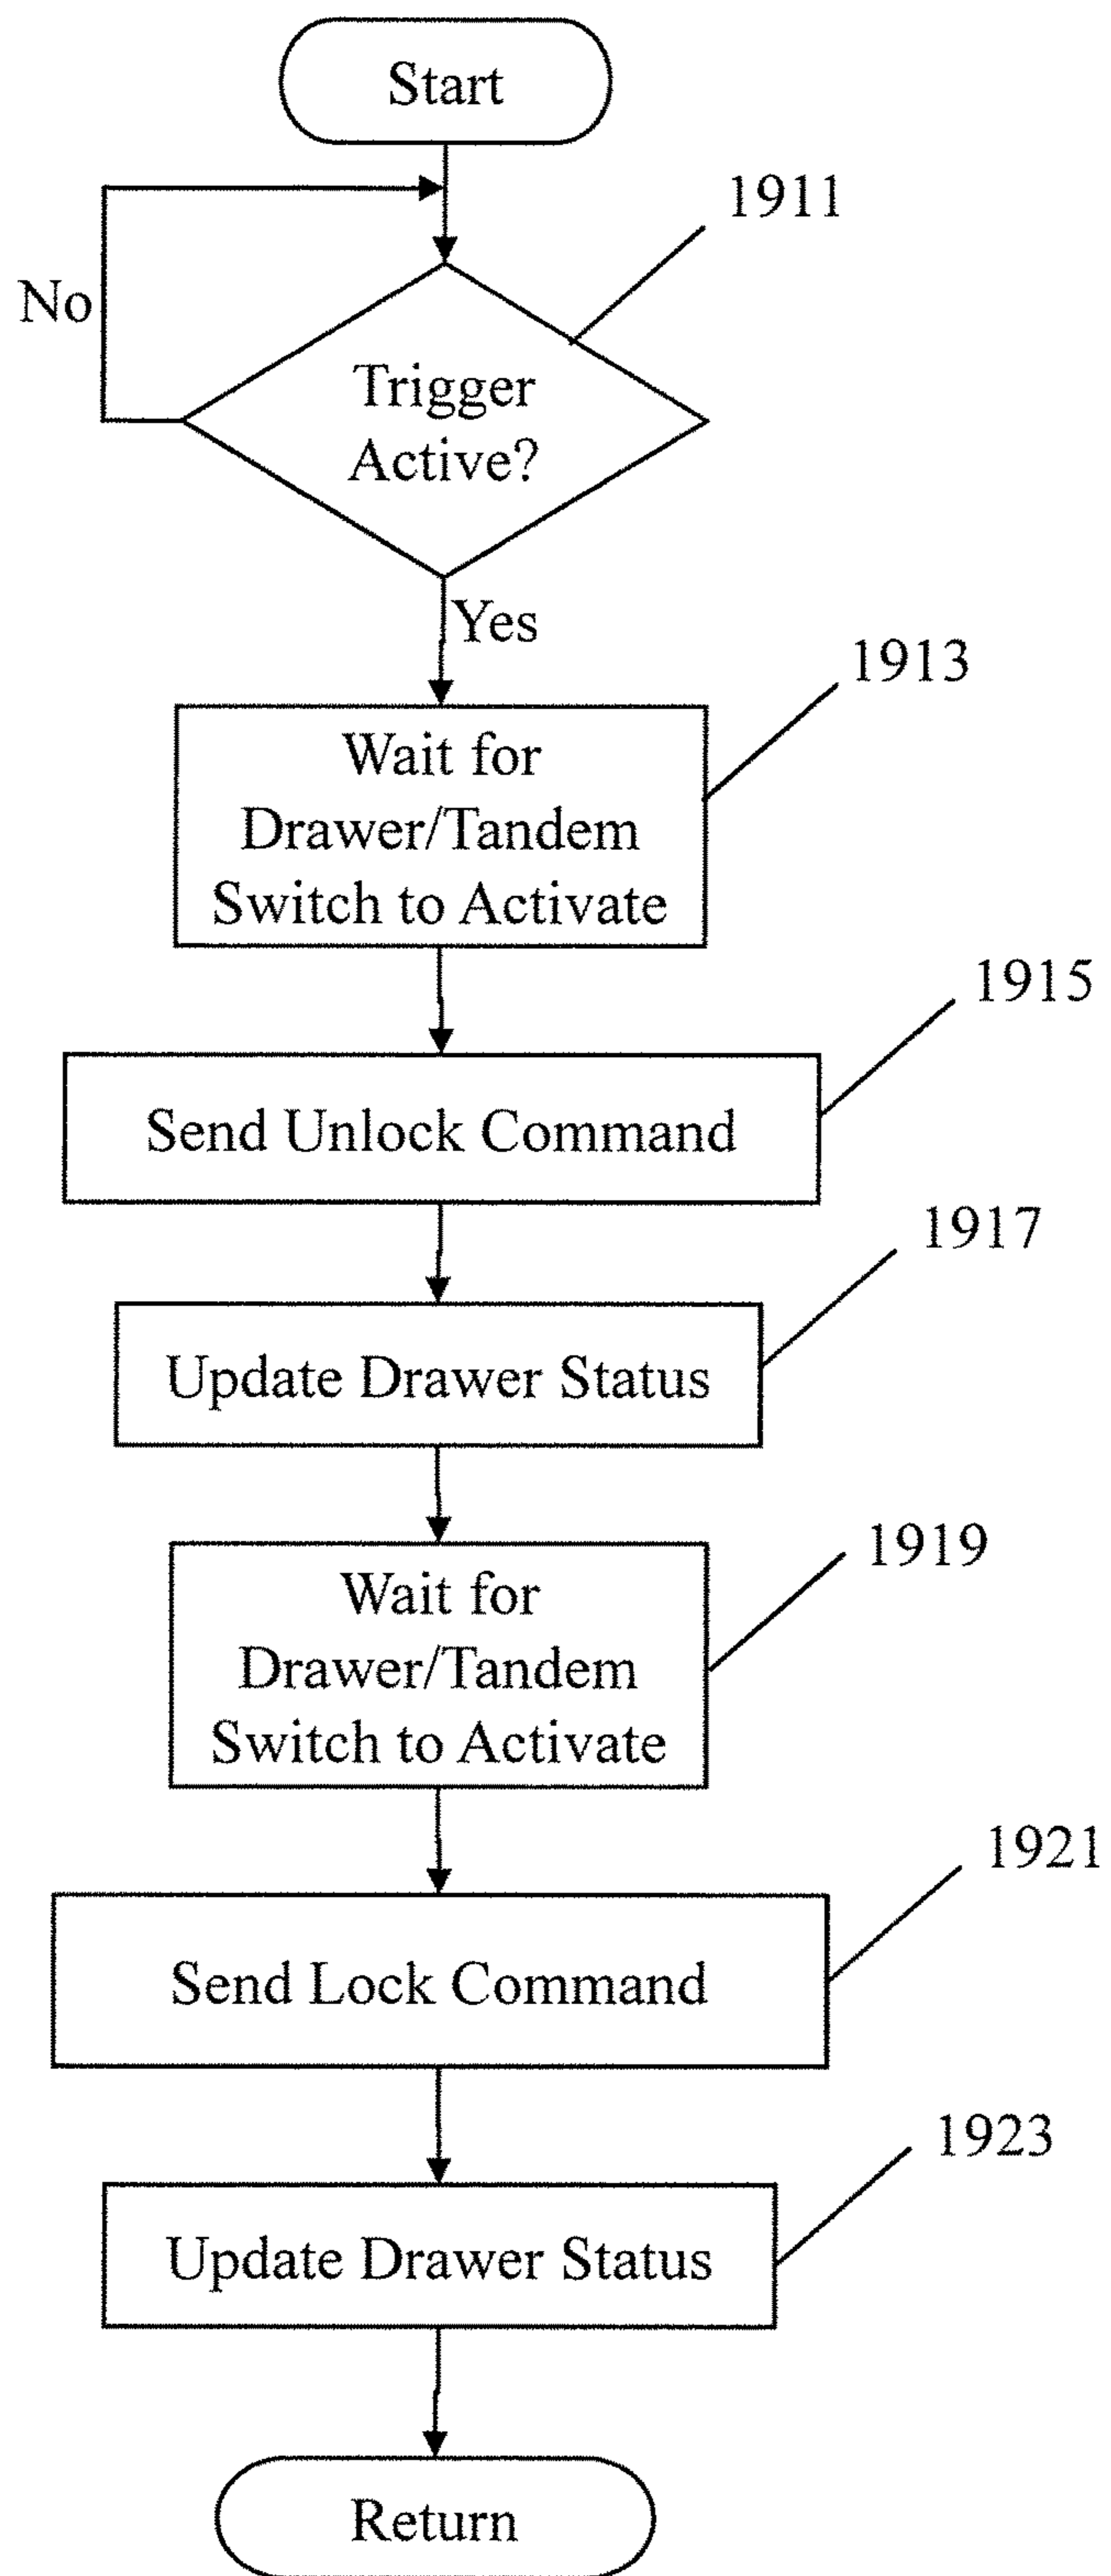 Start
1911
No
Trigger
Active?
Yes
1913
Wait for
Drawer/Tandem
Switch to Activate
1915
Send Unlock Command
1917
Update Drawer Status
1919
Wait for
Drawer/Tandem
Switch to Activate
1921
Send Lock Command
1923
Update Drawer Status
Return